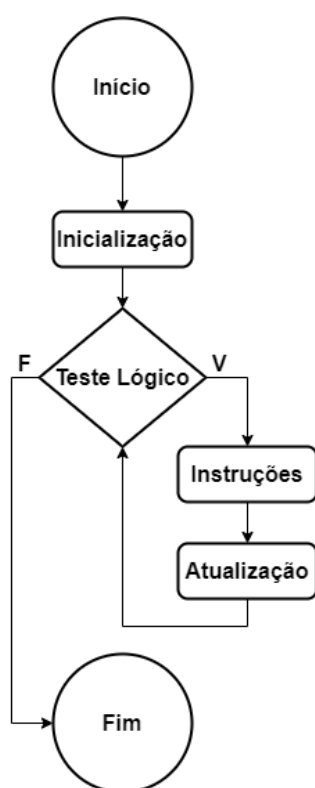 Início
Inicialização
F
Teste Lógico
V
Instruções
Atualização
Fim